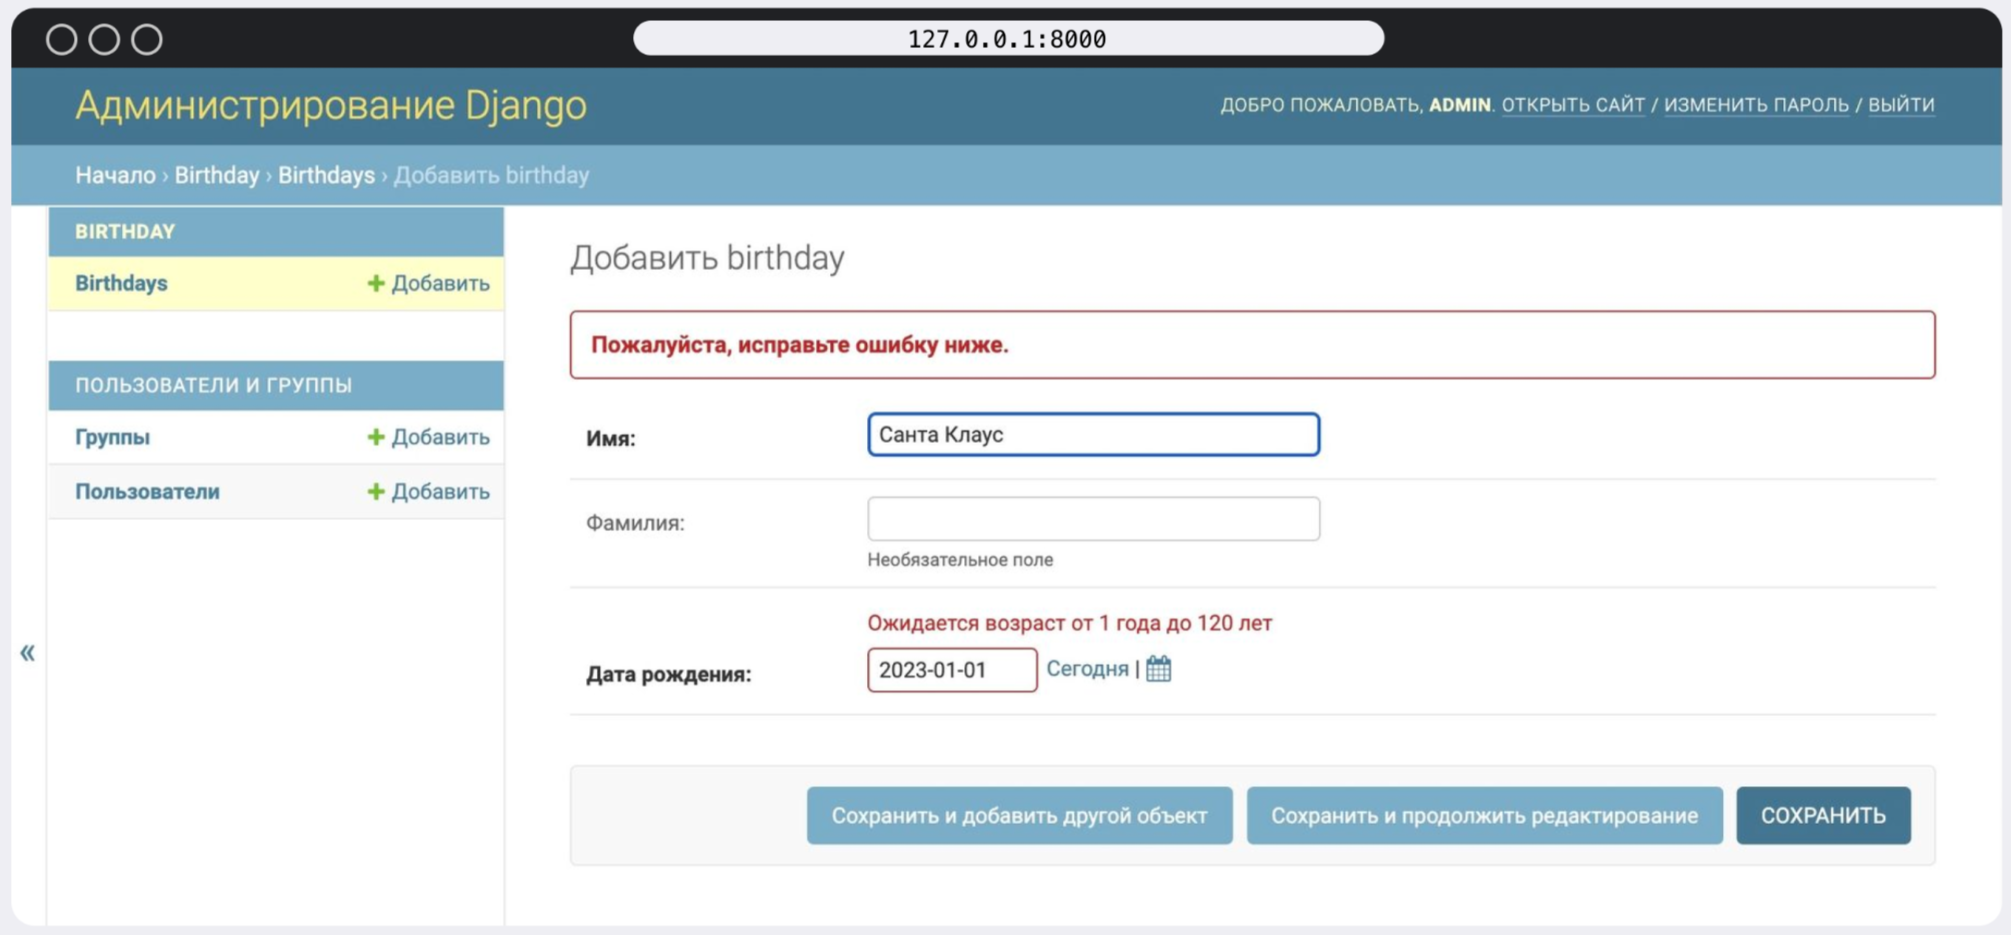 127.0.0.1:8000
Администрирование Django
ДОБРО ПОЖАЛОВАТЬ, ADMIN. ОТКРЫТЬ САЙТ / ИЗМЕНИТЬ ПАРОЛЬ / ВЫЙТИ
Начало › Birthday › Birthdays › Добавить birthday
BIRTHDAY
Birthdays + Добавить
ПОЛЬЗОВАТЕЛИ И ГРУППЫ
Группы + Добавить
Пользователи + Добавить
«
Добавить birthday
Пожалуйста, исправьте ошибку ниже.
Имя: Санта Клаус
Фамилия:
Необязательное поле
Ожидается возраст от 1 года до 120 лет
Дата рождения: 2023-01-01 Сегодня |
Сохранить и добавить другой объект Сохранить и продолжить редактирование СОХРАНИТЬ